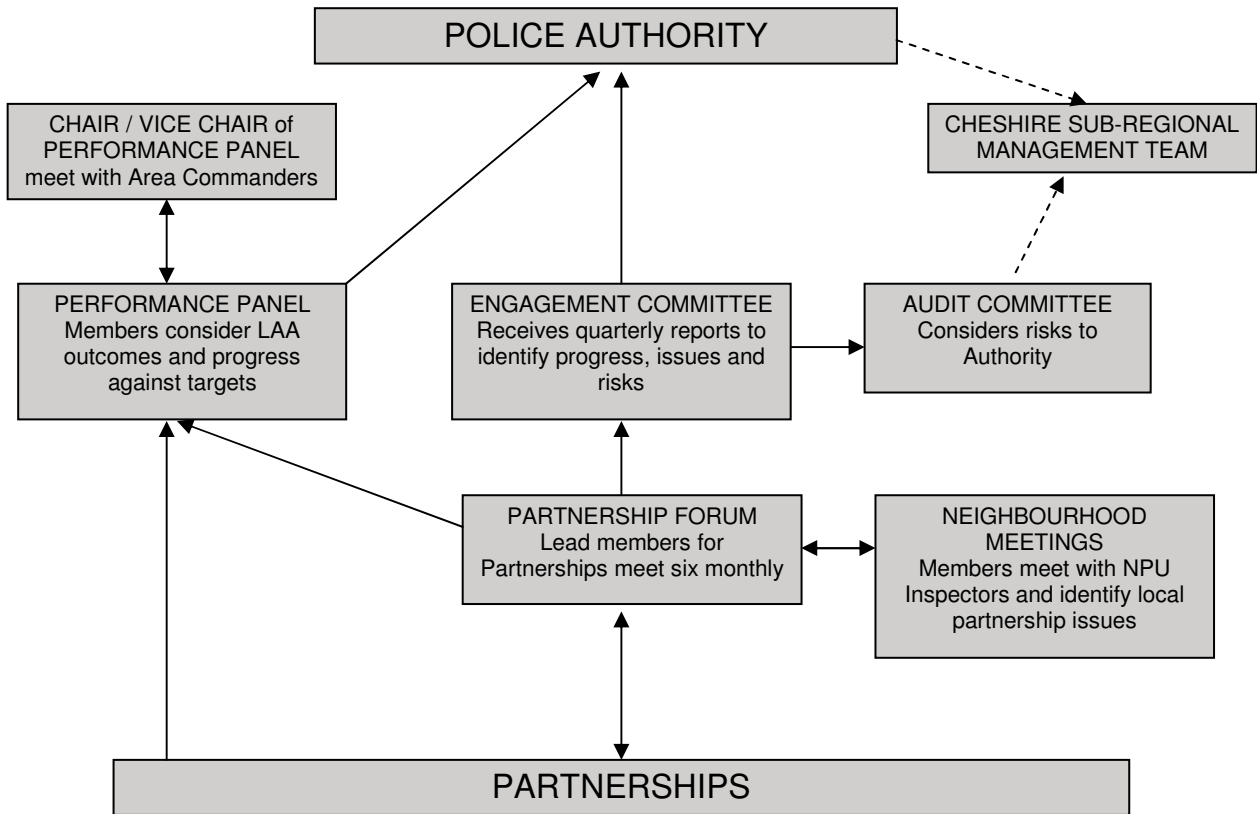 POLICE AUTHORITY
CHAIR / VICE CHAIR of
PERFORMANCE PANEL
meet with Area Commanders
CHESHIRE SUB-REGIONAL
MANAGEMENT TEAM
PERFORMANCE PANEL
Members consider LAA
outcomes and progress
against targets
ENGAGEMENT COMMITTEE
Receives quarterly reports to
identify progress, issues and
risks
AUDIT COMMITTEE
Considers risks to
Authority
PARTNERSHIP FORUM
Lead members for
Partnerships meet six monthly
NEIGHBOURHOOD
MEETINGS
Members meet with NPU
Inspectors and identify local
partnership issues
PARTNERSHIPS